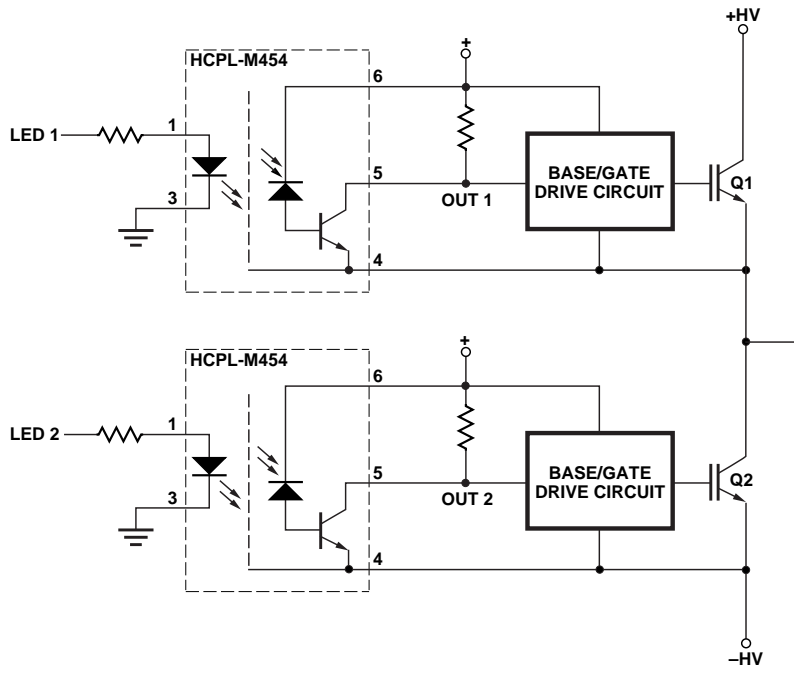 +HV
+
HCPL-M454
6
LED 1
1
5
BASE/GATE
DRIVE CIRCUIT
Q1
3
OUT 1
4
+
HCPL-M454
6
LED 2
1
5
BASE/GATE
DRIVE CIRCUIT
Q2
3
OUT 2
4
–HV